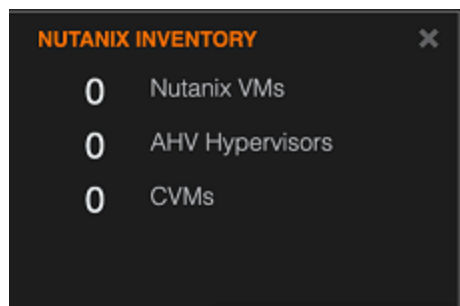 NUTANIX INVENTORY
0 Nutanix VMs
0 AHV Hypervisors
0 CVMs